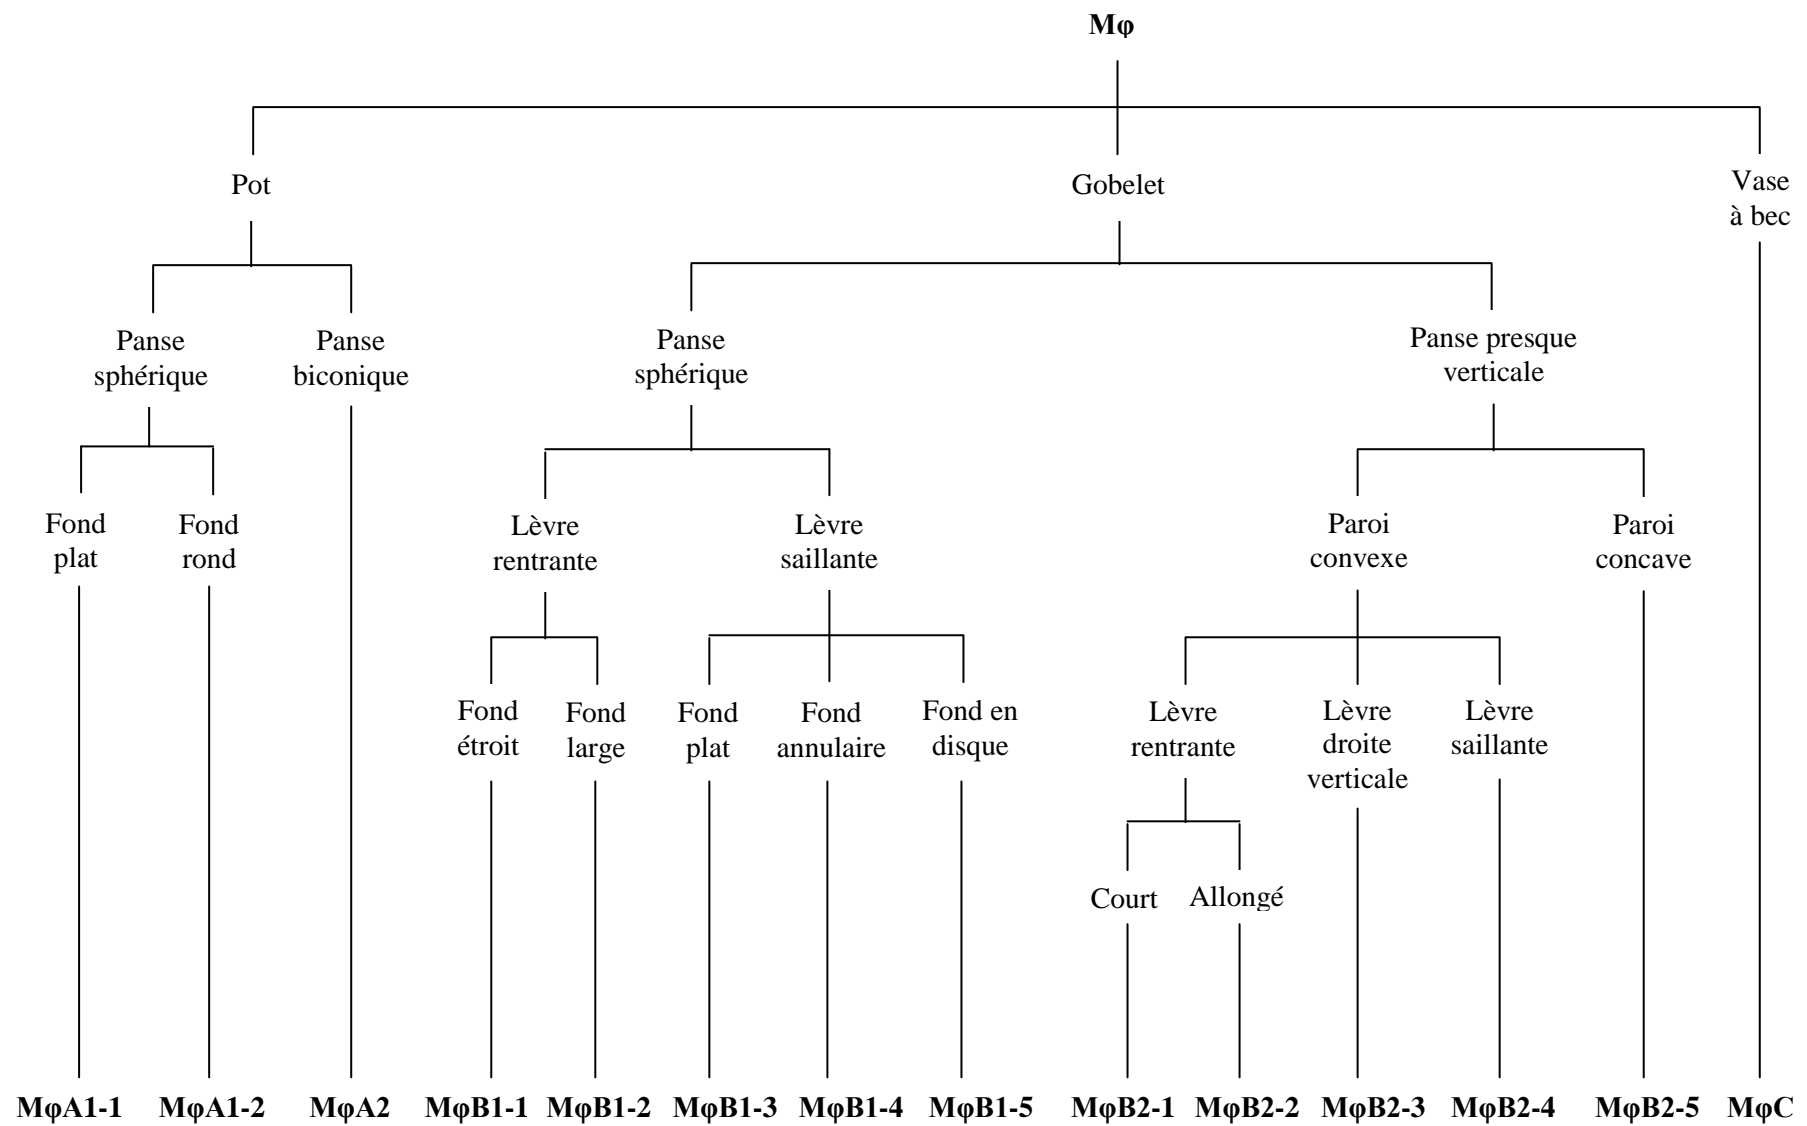 Mφ
Pot
Gobelet
Vase
à bec
Panse
sphérique
Panse
biconique
Panse
sphérique
Panse presque
verticale
Fond
plat
Fond
rond
Lèvre
rentrante
Lèvre
saillante
Paroi
convexe
Paroi
concave
Fond
étroit
Fond
large
Fond
plat
Fond
annulaire
Fond en
disque
Lèvre
rentrante
Lèvre
droite
verticale
Lèvre
saillante
Court
Allongé
MφA1-1 MφA1-2 MφA2 MφB1-1 MφB1-2 MφB1-3 MφB1-4 MφB1-5 MφB2-1 MφB2-2 MφB2-3 MφB2-4 MφB2-5 MφC